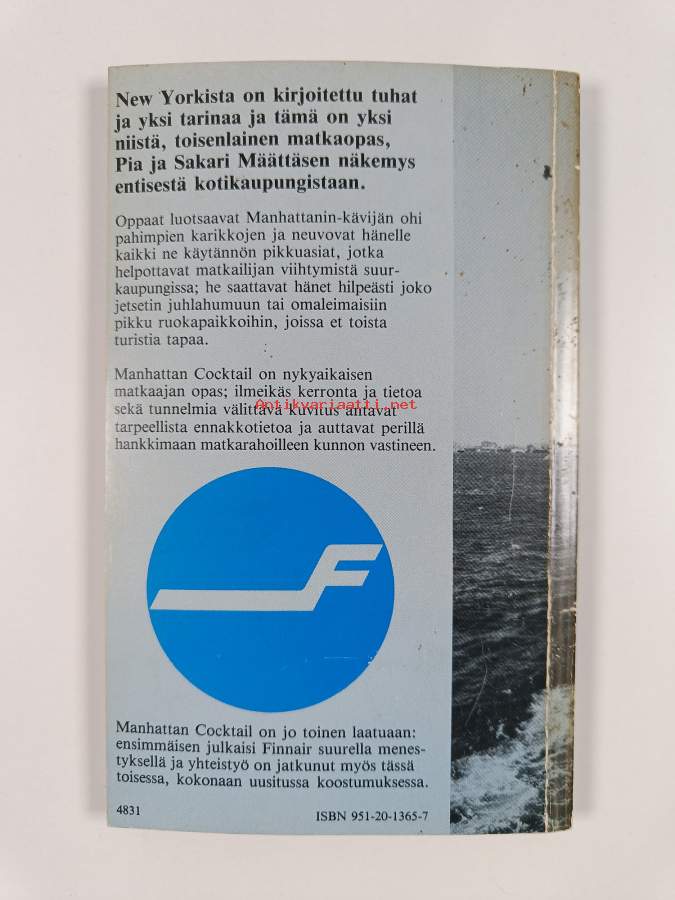 New Yorkista on kirjoitettu tuhat
ja yksi tarinaa ja tämä on yksi
niistä, toisenlainen matkaopas,
Pia ja Sakari Määttäsen näkemys
entisestä kotikaupungistaan.
Oppaat luotsaavat Manhattanin-kävijän ohi
pahimpien karikkojen ja neuvovat hänelle
kaikki ne käytännön pikkuasiat, jotka
helpottavat matkailijan viihtymistä suur-
kaupungissa; he saattavat hänet hilpeästi joko
jetsetin juhlahumuun tai omaleimaisiin
pikku ruokapaikkoihin, joissa et toista
turistia tapaa.
Manhattan Cocktail on nykyaikaisen
matkaajan opas; ilmeikäs kerronta ja tietoa
Antikvariaatti.net
sekä tunnelmia välittävä kuvitus antavat
tarpeellista ennakkotietoa ja auttavat perillä
hankkimaan matkarahoilleen kunnon vastineen.
F
Manhattan Cocktail on jo toinen laatuaan:
ensimmäisen julkaisi Finnair suurella menes-
tyksellä ja yhteistyö on jatkunut myös tässä
toisessa, kokonaan uusitussa koostumuksessa.
4831
ISBN 951-20-1365-7